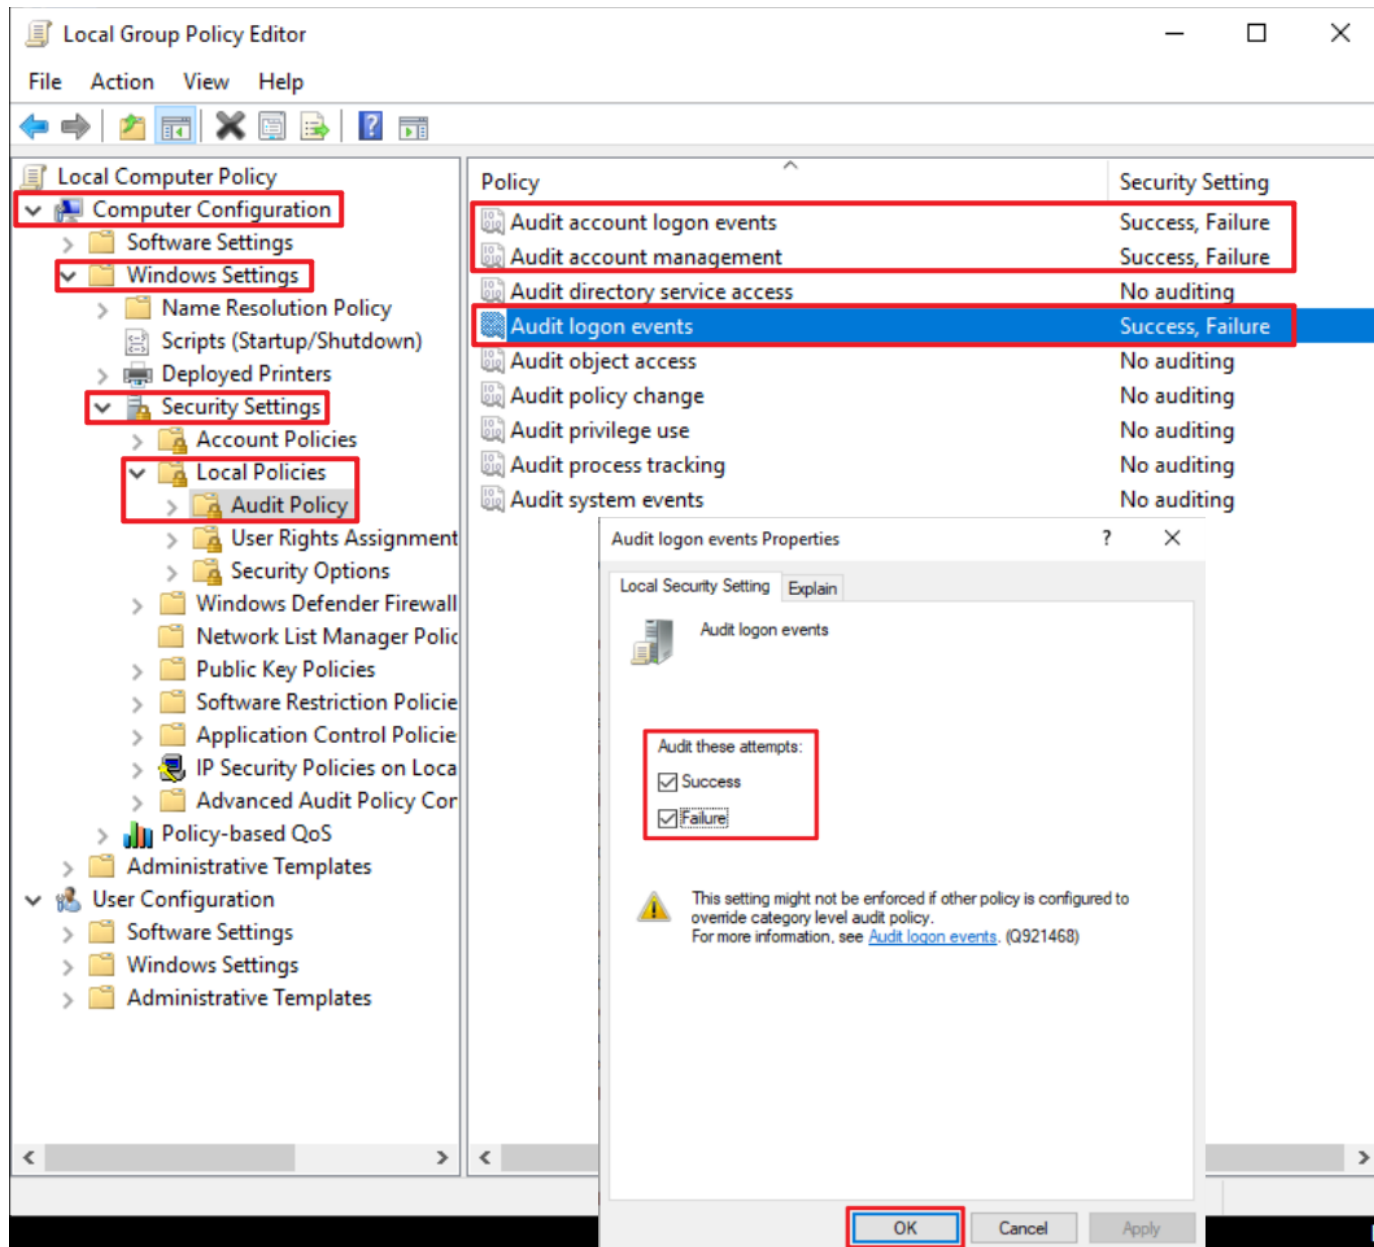 Local Group Policy Editor
File Action View Help
Local Computer Policy
Computer Configuration
Software Settings
Windows Settings
Name Resolution Policy
Scripts (Startup/Shutdown)
Deployed Printers
Security Settings
Account Policies
Local Policies
Audit Policy
User Rights Assignment
Security Options
Windows Defender Firewall
Network List Manager Polic
Public Key Policies
Software Restriction Policie
Application Control Policie
IP Security Policies on Loca
Advanced Audit Policy Cor
Policy-based QoS
Administrative Templates
User Configuration
Software Settings
Windows Settings
Administrative Templates
Policy Security Setting
Audit account logon events Success, Failure
Audit account management Success, Failure
Audit directory service access No auditing
Audit logon events Success, Failure
Audit object access No auditing
Audit policy change No auditing
Audit privilege use No auditing
Audit process tracking No auditing
Audit system events No auditing
Audit logon events Properties ?
Local Security Setting Explain
Audit logon events
Audit these attempts:
Success
Failure
This setting might not be enforced if other policy is configured to
override category level audit policy.
For more information, see Audit logon events. (Q921468)
OK Cancel Apply